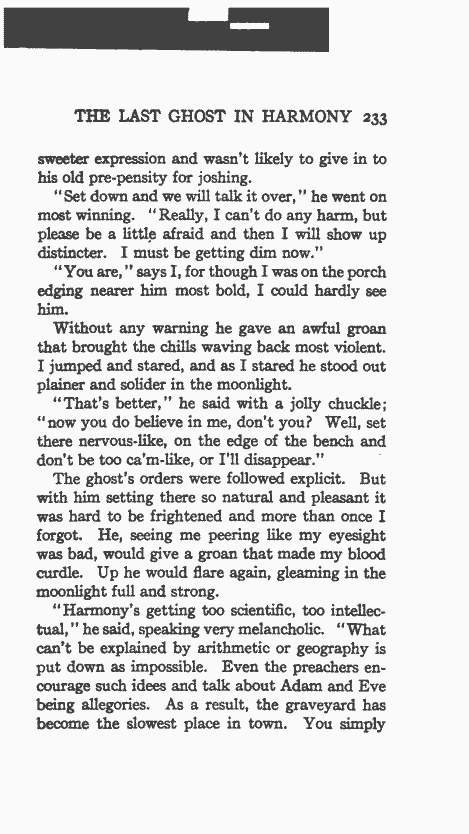 THE LAST GHOST IN HARMONY 233
sweeter expression and wasn't likely to give in to
his old pre-pensity for joshing.
"Set down and we will talk it over," he went on
most winning. "Really, I can't do any harm, but
please be a little afraid and then I will show up
distincter. I must be getting dim now."
"You are," says I, for though I was on the porch
edging nearer him most bold, I could hardly see
him.
Without any warning he gave an awful groan
that brought the chills waving back most violent.
I jumped and stared, and as I stared he stood out
plainer and solider in the moonlight.
"That's better," he said with a jolly chuckle;
"now you do believe in me, don't you? Well, set
there nervous-like, on the edge of the bench and
don't be too ca'm-like, or I'll disappear."
The ghost's orders were followed explicit. But
with him setting there so natural and pleasant it
was hard to be frightened and more than once I
forgot. He, seeing me peering like my eyesight
was bad, would give a groan that made my blood
curdle. Up he would flare again, gleaming in the
moonlight full and strong.
"Harmony's getting too scientific, too intellec-
tual," he said, speaking very melancholic. "What
can't be explained by arithmetic or geography is
put down as impossible. Even the preachers en-
courage such idees and talk about Adam and Eve
being allegories. As a result, the graveyard has
become the slowest place in town. You simply